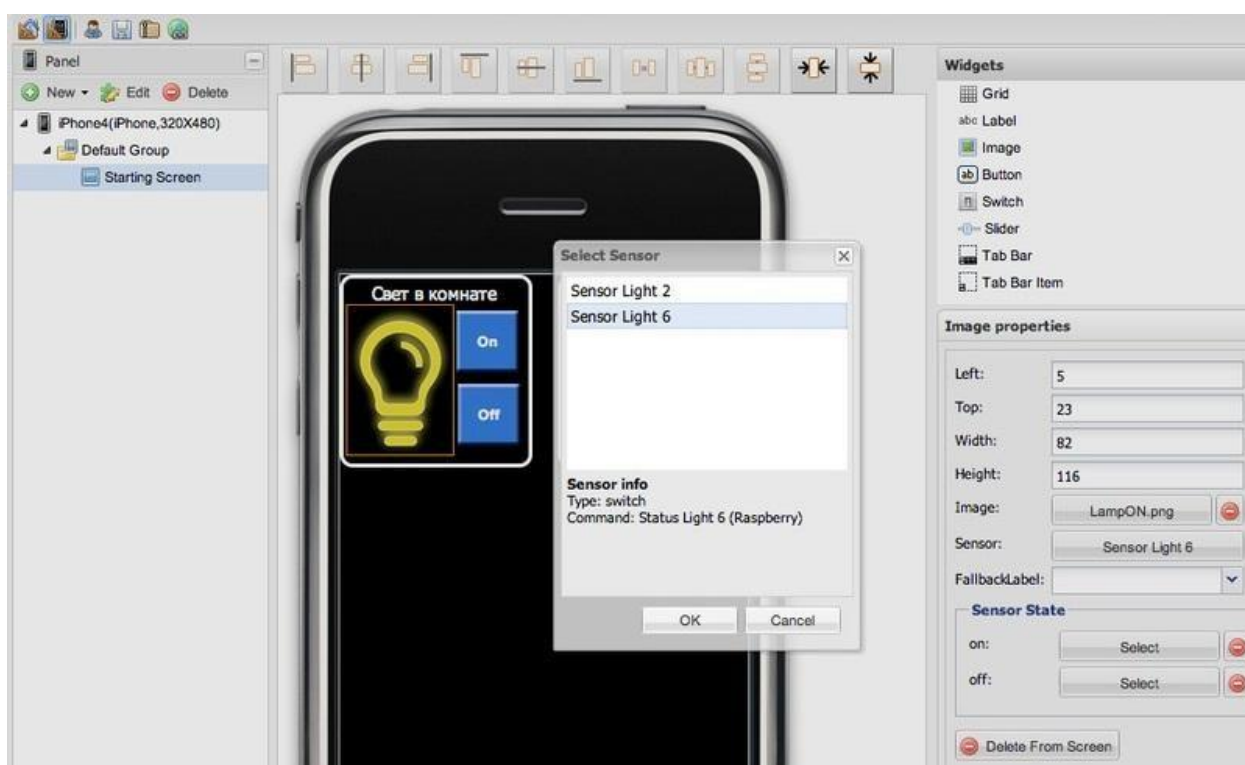 Panel
New Edit Delete
iPhone4(iPhone,320X480)
Default Group
Starting Screen
Свет в комнате
On
Off
Select Sensor
Sensor Light 2
Sensor Light 6
Sensor info
Type: switch
Command: Status Light 6 (Raspberry)
OK Cancel
Widgets
Grid
abc Label
Image
ab Button
Switch
Slider
Tab Bar
Tab Bar Item
Image properties
Left: 5
Top: 23
Width: 82
Height: 116
Image: LampON.png
Sensor: Sensor Light 6
FallbackLabel:
Sensor State
on: Select
off: Select
Delete From Screen